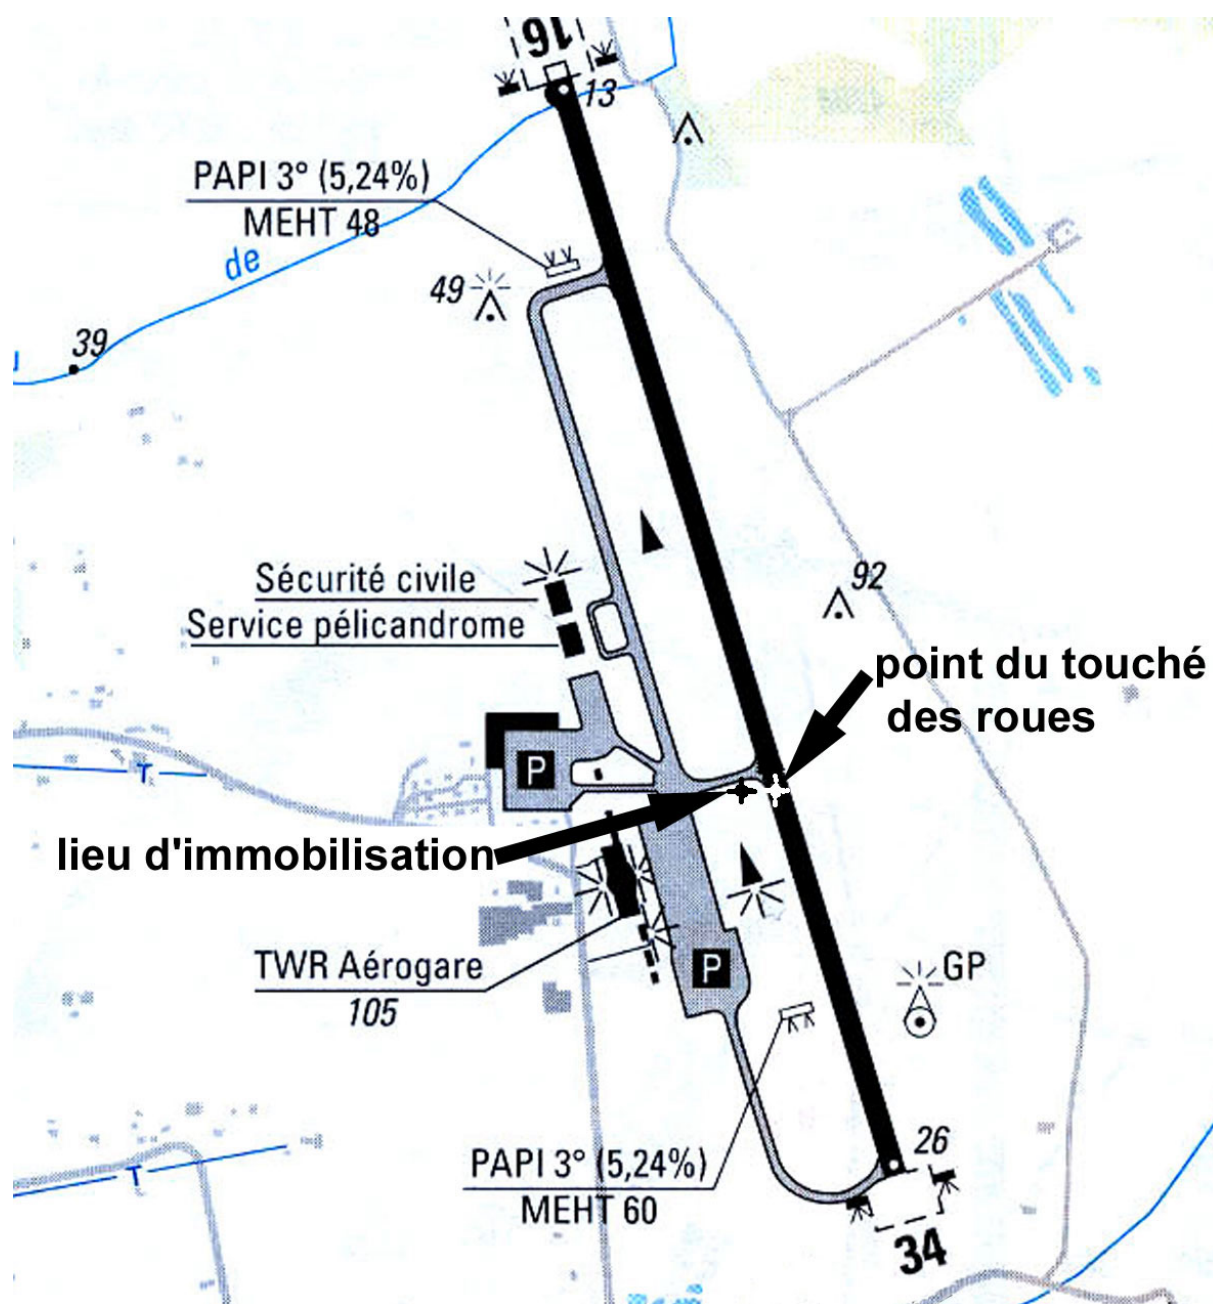 16
13
PAPI 3° (5,24%)
MEHT 48
de
49
39
92
Sécurité civile
Service pélicandrome
point du touché
des roues
P
T
lieu d'immobilisation
TWR Aérogare
105
P
GP
26
PAPI 3° (5,24%)
MEHT 60
T
34